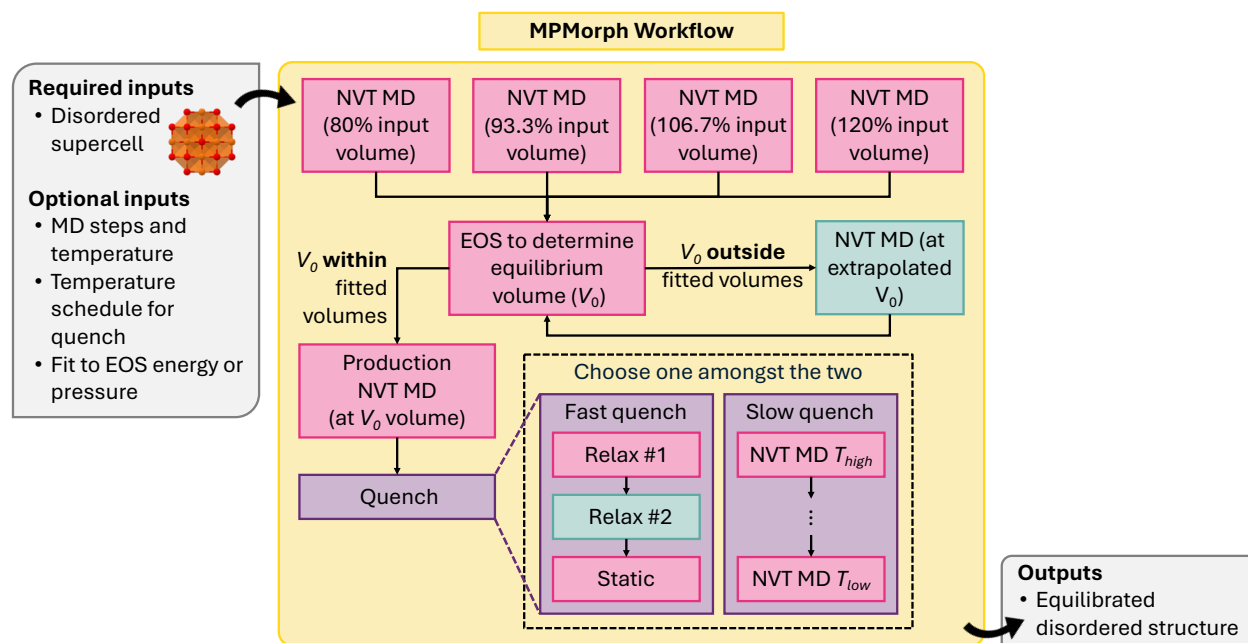 MPMorph Workflow
Required inputs
• Disordered
supercell
Optional inputs
• MD steps and
temperature
• Temperature
schedule for
quench
• Fit to EOS energy or
pressure
NVT MD
(80% input
volume)
NVT MD
(93.3% input
volume)
NVT MD
(106.7% input
volume)
NVT MD
(120% input
volume)
EOS to determine
equilibrium
volume (V₀)
V₀ within
fitted
volumes
V₀ outside
fitted volumes
NVT MD (at
extrapolated
V₀)
Production
NVT MD
(at V₀ volume)
Quench
Choose one amongst the two
Fast quench
Relax #1
Relax #2
Static
Slow quench
NVT MD T_high
⋮
NVT MD T_low
Outputs
• Equilibrated
disordered structure